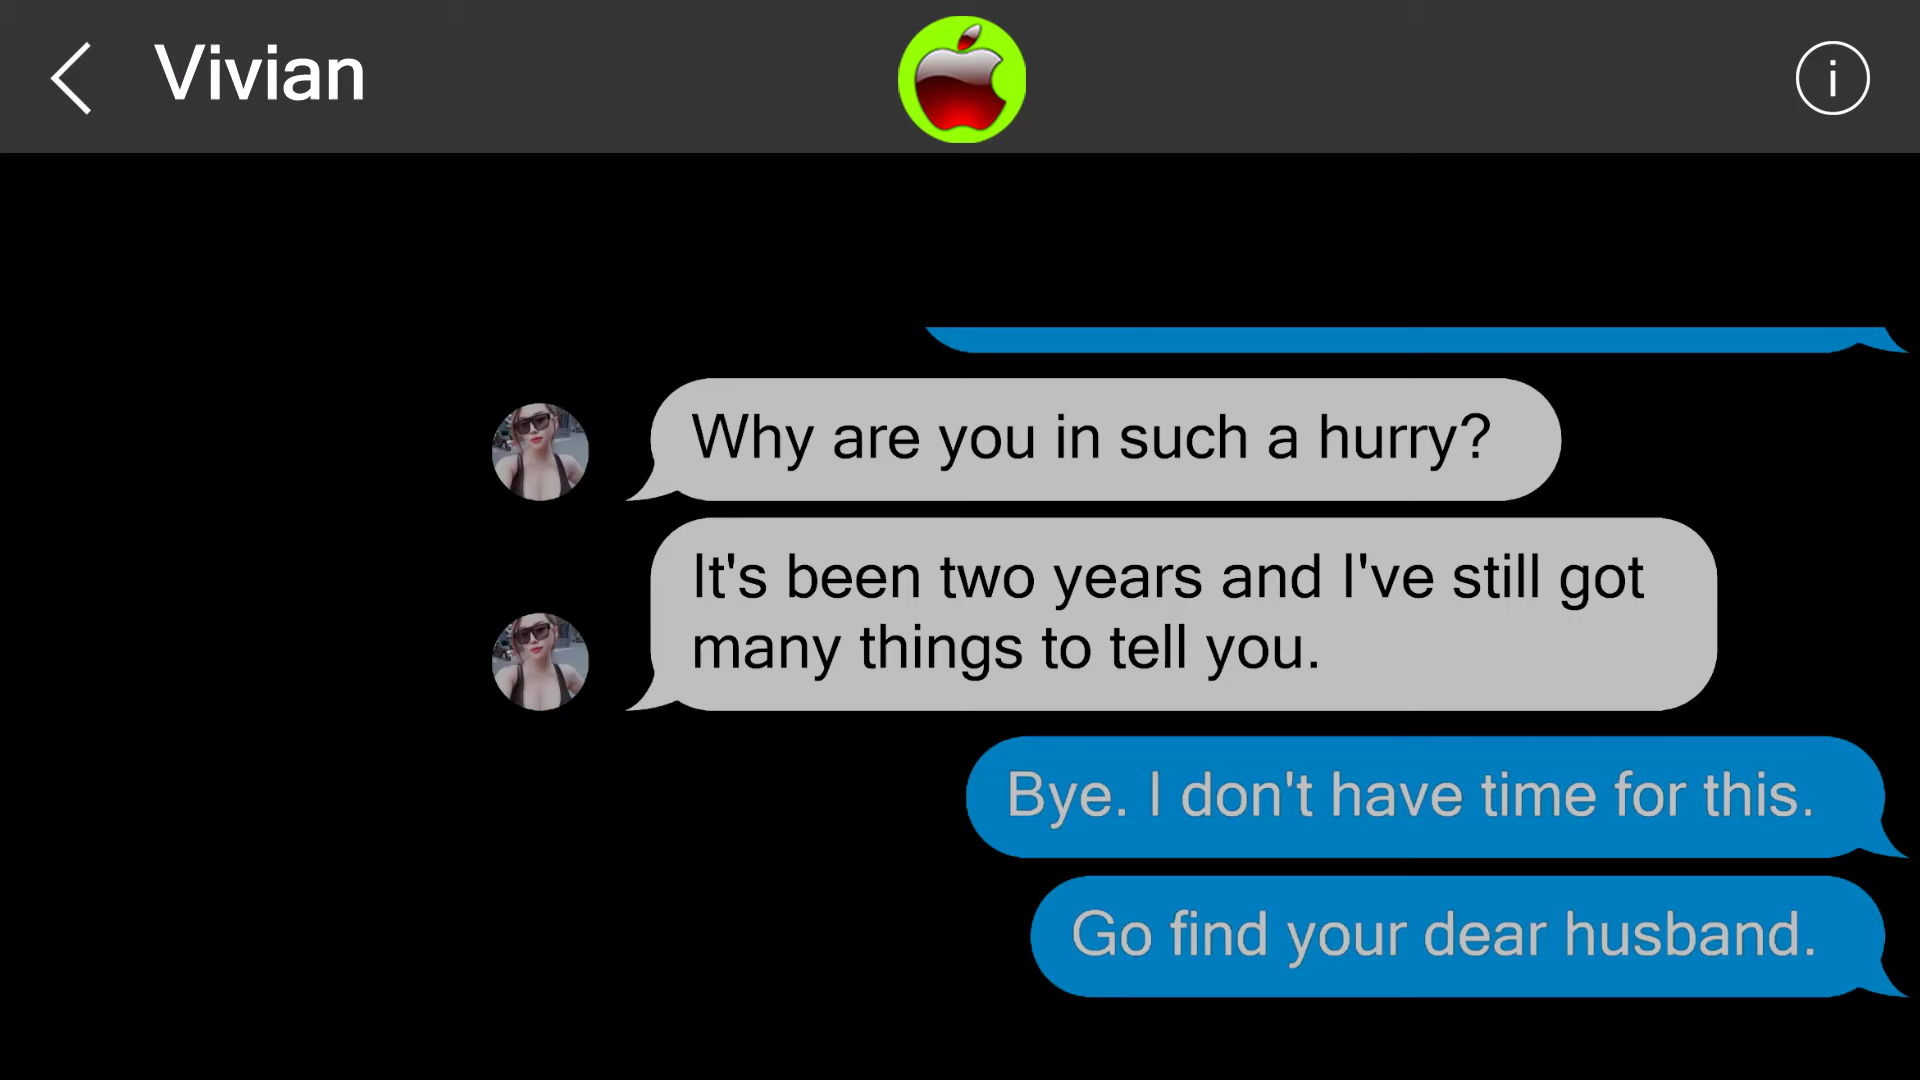 Vivian
i
Why are you in such a hurry?
It's been two years and I've still got
many things to tell you.
Bye. I don't have time for this.
Go find your dear husband.